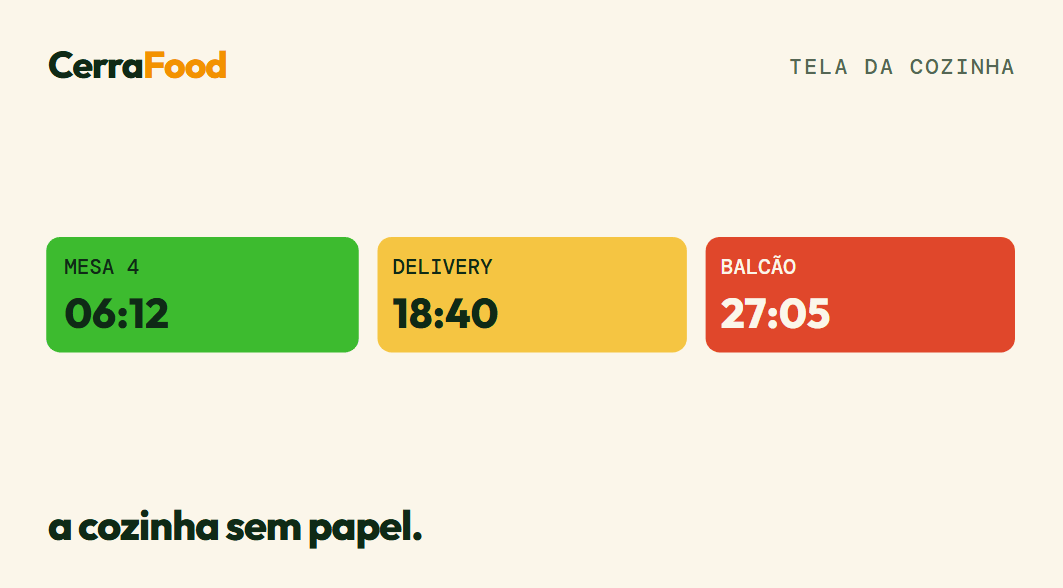 CerraFood
TELA DA COZINHA
MESA 4
06:12
DELIVERY
18:40
BALCÃO
27:05
a cozinha sem papel.